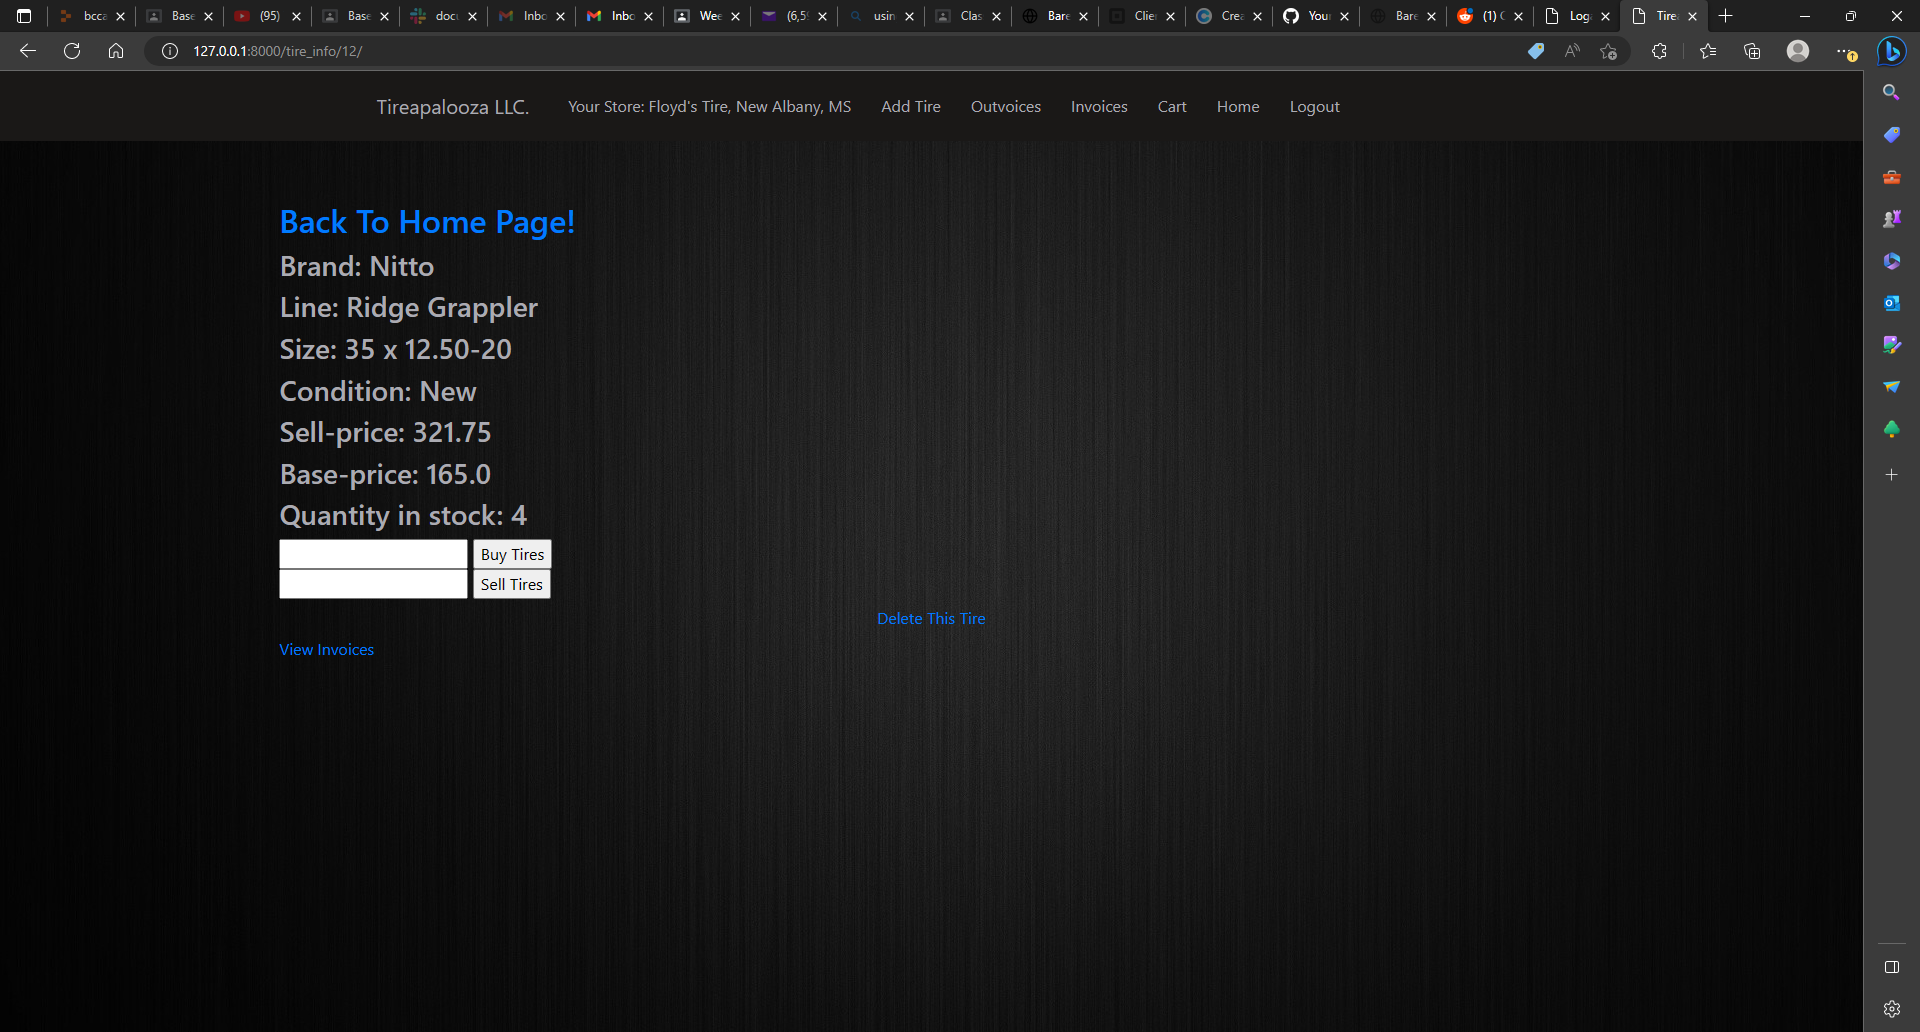 bcca
Base
(95)
Base
docu
Inbo
Inbo
Wee
(6,5
usin
Clas
Bare
Clie
Crea
You
Bare
(1)
Log
Tire
127.0.0.1:8000/tire_info/12/
Tireapalooza LLC.
Your Store: Floyd's Tire, New Albany, MS
Add Tire
Outvoices
Invoices
Cart
Home
Logout
Back To Home Page!
Brand: Nitto
Line: Ridge Grappler
Size: 35 x 12.50-20
Condition: New
Sell-price: 321.75
Base-price: 165.0
Quantity in stock: 4
Buy Tires
Sell Tires
Delete This Tire
View Invoices